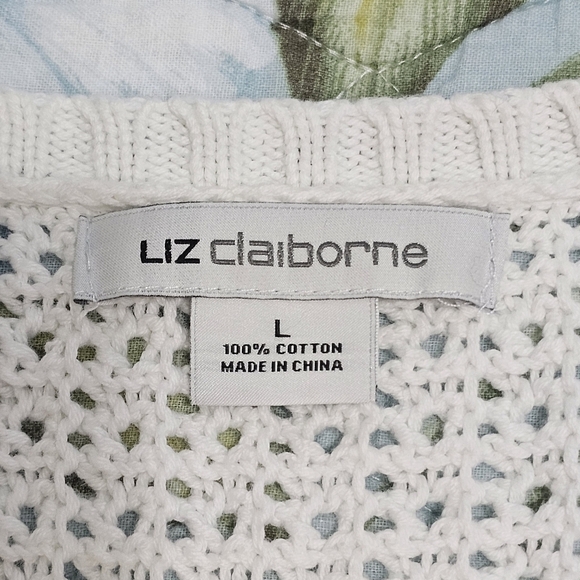 LIZ claiborne
L
100% COTTON
MADE IN CHINA